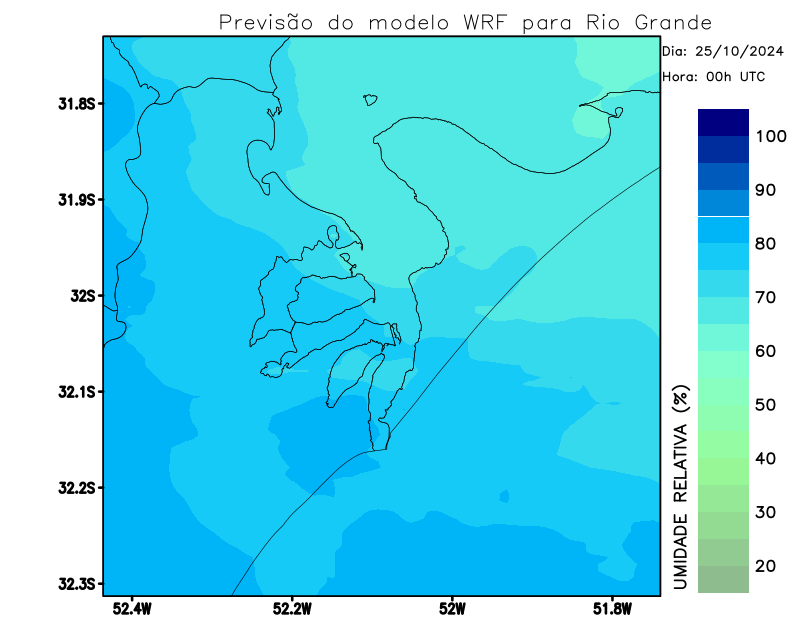 Previsão do modelo WRF para Rio Grande
Dia: 25/10/2024
Hora: 00h UTC
31.8S
31.9S
32S
32.1S
32.2S
32.3S
52.4W
52.2W
52W
51.8W
UMIDADE RELATIVA (%)
100
90
80
70
60
50
40
30
20